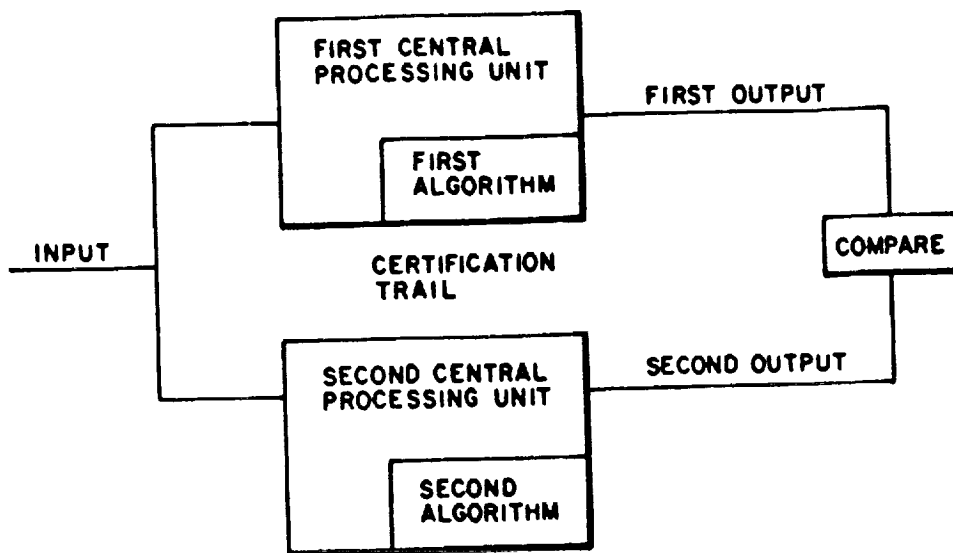 FIRST CENTRAL
PROCESSING UNIT
FIRST OUTPUT
FIRST
ALGORITHM
INPUT
CERTIFICATION
TRAIL
COMPARE
SECOND CENTRAL
PROCESSING UNIT
SECOND OUTPUT
SECOND
ALGORITHM